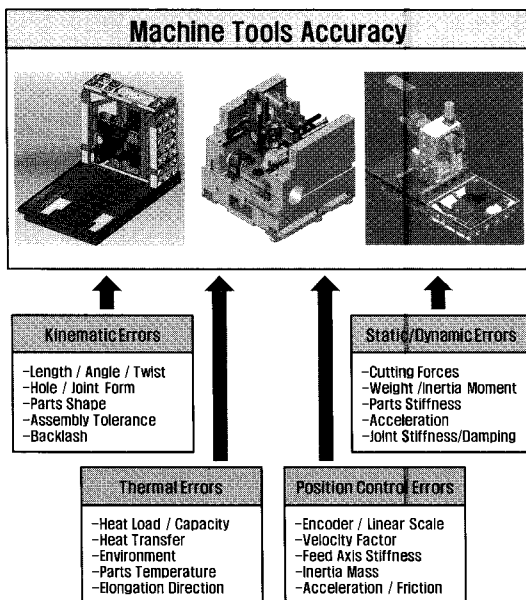 Machine Tools Accuracy
Kinematic Errors
-Length / Angle / Twist
-Hole / Joint Form
-Parts Shape
-Assembly Tolerance
-Backlash
Static/Dynamic Errors
-Cutting Forces
-Weight /Inertia Moment
-Parts Stiffness
-Acceleration
-Joint Stiffness/Damping
Thermal Errors
-Heat Load / Capacity
-Heat Transfer
-Environment
-Parts Temperature
-Elongation Direction
Position Control Errors
-Encoder / Linear Scale
-Velocity Factor
-Feed Axis Stiffness
-Inertia Mass
-Acceleration / Friction